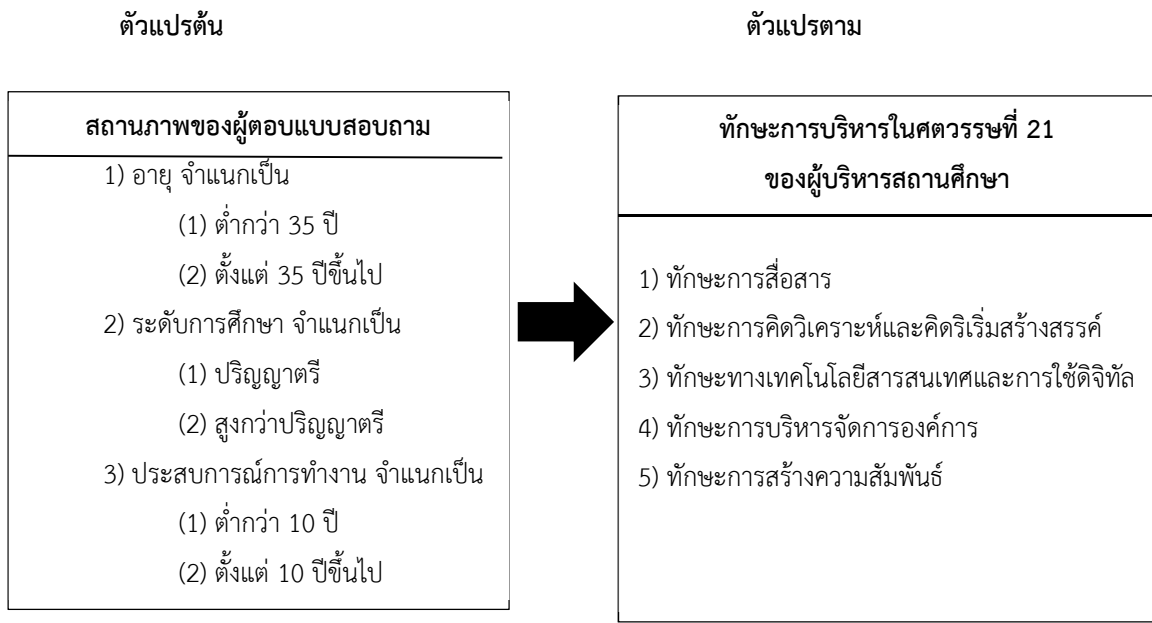 ตัวแปรต้น
ตัวแปรตาม
สถานภาพของผู้ตอบแบบสอบถาม
1) อายุ จำแนกเป็น
(1) ต่ำกว่า 35 ปี
(2) ตั้งแต่ 35 ปีขึ้นไป
2) ระดับการศึกษา จำแนกเป็น
(1) ปริญญาตรี
(2) สูงกว่าปริญญาตรี
3) ประสบการณ์การทำงาน จำแนกเป็น
(1) ต่ำกว่า 10 ปี
(2) ตั้งแต่ 10 ปีขึ้นไป
ทักษะการบริหารในศตวรรษที่ 21
ของผู้บริหารสถานศึกษา
1) ทักษะการสื่อสาร
2) ทักษะการคิดวิเคราะห์และคิดริเริ่มสร้างสรรค์
3) ทักษะทางเทคโนโลยีสารสนเทศและการใช้ดิจิทัล
4) ทักษะการบริหารจัดการองค์การ
5) ทักษะการสร้างความสัมพันธ์